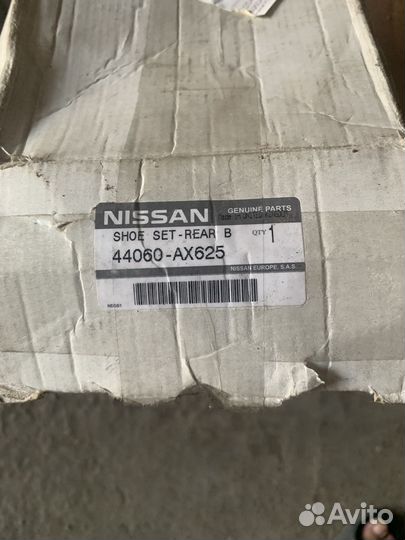 NISSAN GENUINE PARTS
SHOE SET-REAR B QTY 1
44060-AX625
NISSAN EUROPE, S.A.S
Avito